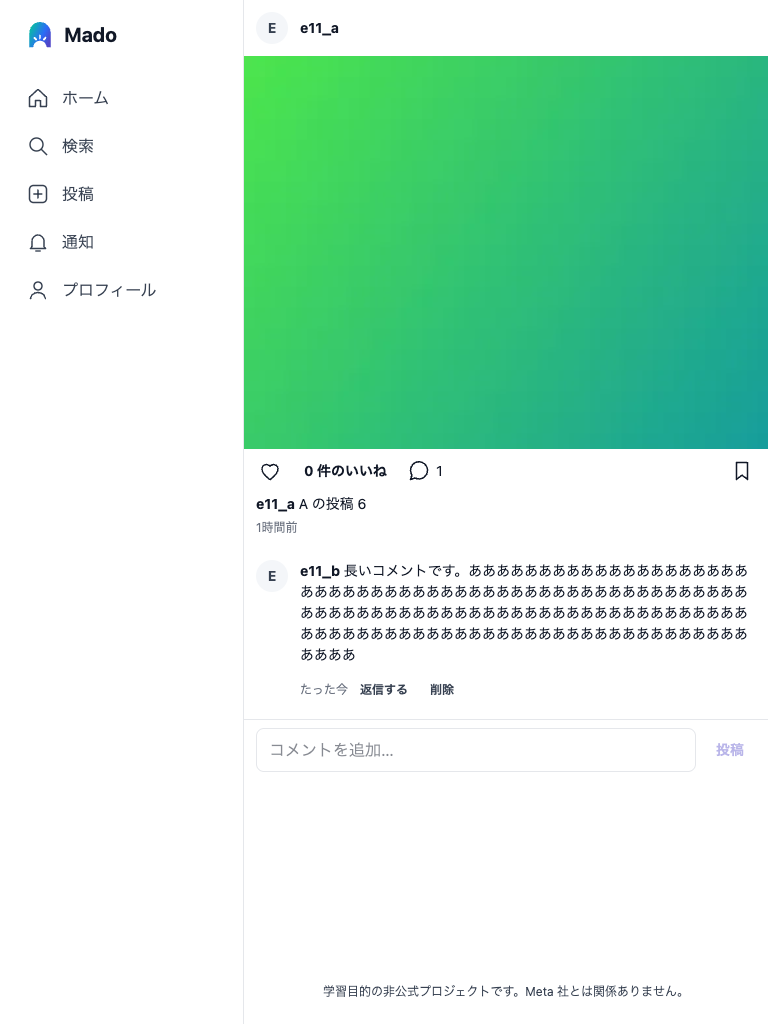 Mado
ホーム
検索
投稿
通知
プロフィール
E e11_a
0 件のいいね 1
e11_a A の投稿 6
1時間前
E e11_b 長いコメントです。ああああああああああああああああああああ
ああああああああああああああああああああああああああああああああ
ああああああああああああああああああああああああああああああああ
ああああああああああああああああああああああああああああああああ
ああああ
たった今 返信する 削除
コメントを追加... 投稿
学習目的の非公式プロジェクトです。Meta 社とは関係ありません。